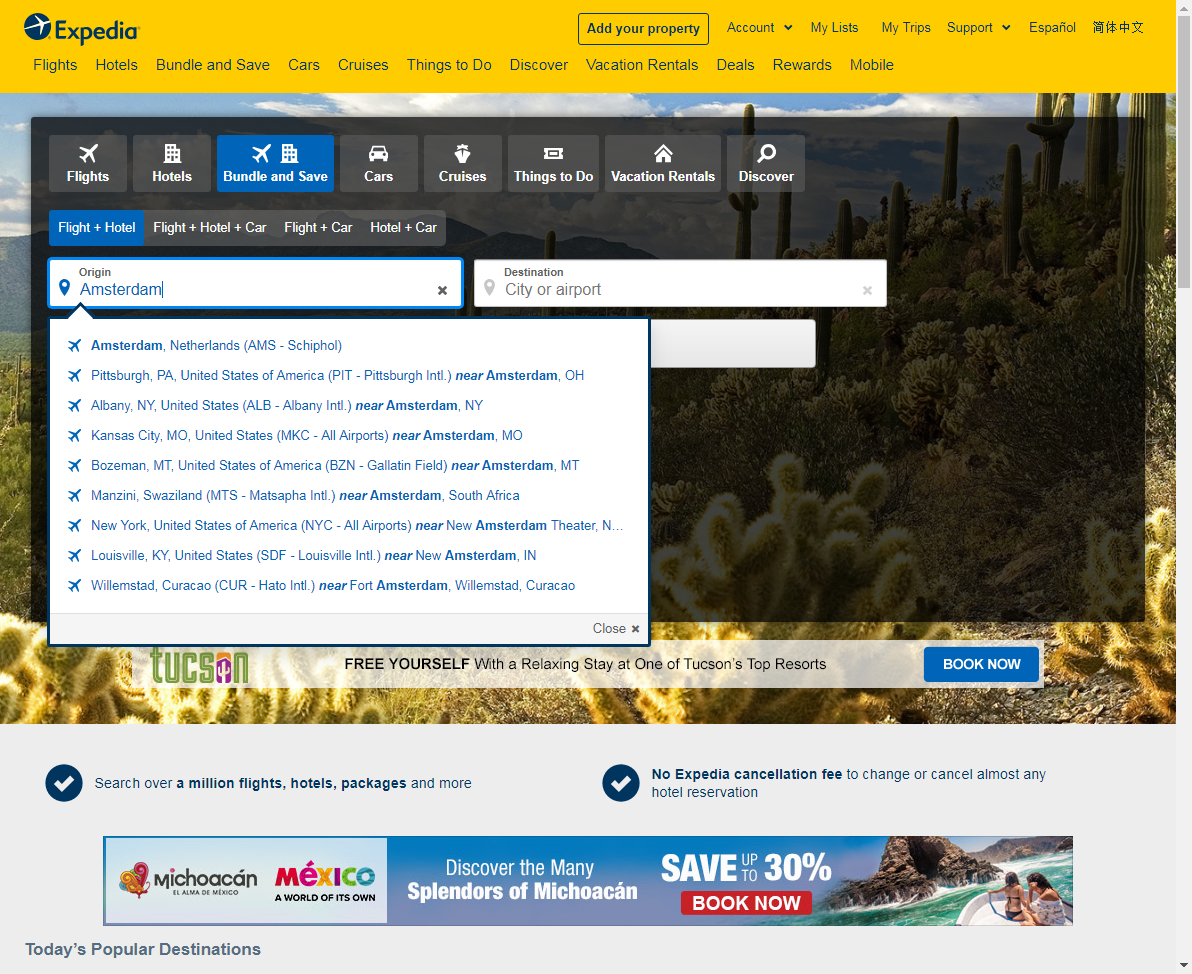 Expedia
Add your property
Account
My Lists
My Trips
Support
Español
简体中文
Flights
Hotels
Bundle and Save
Cars
Cruises
Things to Do
Discover
Vacation Rentals
Deals
Rewards
Mobile
Flights
Hotels
Bundle and Save
Cars
Cruises
Things to Do
Vacation Rentals
Discover
Flight + Hotel
Flight + Hotel + Car
Flight + Car
Hotel + Car
Origin
Amsterdam
Destination
City or airport
Amsterdam, Netherlands (AMS - Schiphol)
Pittsburgh, PA, United States of America (PIT - Pittsburgh Intl.) near Amsterdam, OH
Albany, NY, United States (ALB - Albany Intl.) near Amsterdam, NY
Kansas City, MO, United States (MKC - All Airports) near Amsterdam, MO
Bozeman, MT, United States of America (BZN - Gallatin Field) near Amsterdam, MT
Manzini, Swaziland (MTS - Matsapha Intl.) near Amsterdam, South Africa
New York, United States of America (NYC - All Airports) near New Amsterdam Theater, N...
Louisville, KY, United States (SDF - Louisville Intl.) near New Amsterdam, IN
Willemstad, Curacao (CUR - Hato Intl.) near Fort Amsterdam, Willemstad, Curacao
Close
tucson
FREE YOURSELF With a Relaxing Stay at One of Tucson's Top Resorts
BOOK NOW
Search over a million flights, hotels, packages and more
No Expedia cancellation fee to change or cancel almost any
hotel reservation
Michoacán
EL ALMA DE MÉXICO
MÉXICO
A WORLD OF ITS OWN
Discover the Many
Splendors of Michoacán
SAVE UP TO 30%
BOOK NOW
Today's Popular Destinations